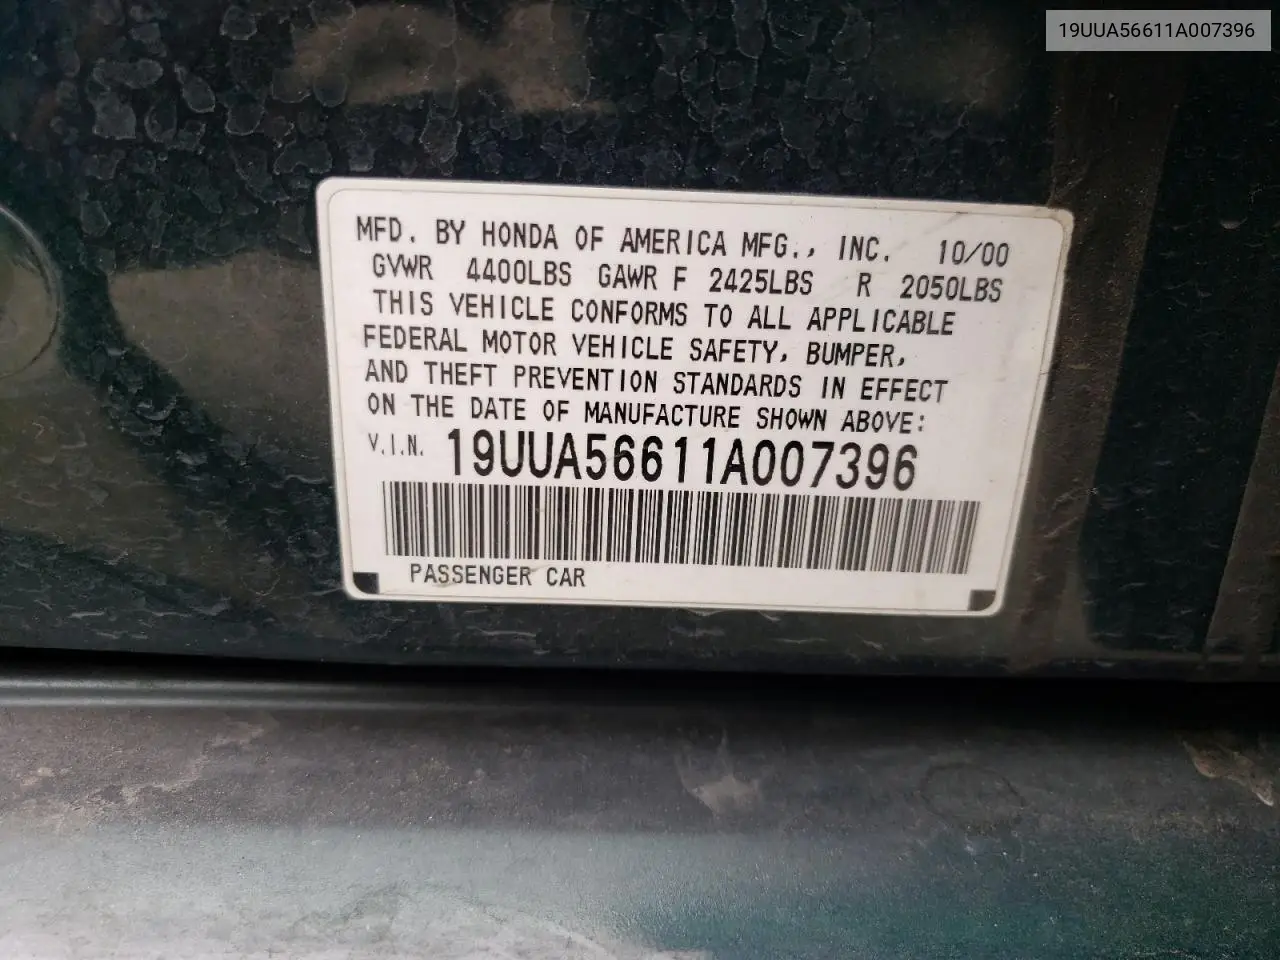 19UUA56611A007396
MFD. BY HONDA OF AMERICA MFG., INC. 10/00
GVWR 4400LBS GAWR F 2425LBS R 2050LBS
THIS VEHICLE CONFORMS TO ALL APPLICABLE
FEDERAL MOTOR VEHICLE SAFETY, BUMPER,
AND THEFT PREVENTION STANDARDS IN EFFECT
ON THE DATE OF MANUFACTURE SHOWN ABOVE:
V.I.N. 19UUA56611A007396
PASSENGER CAR